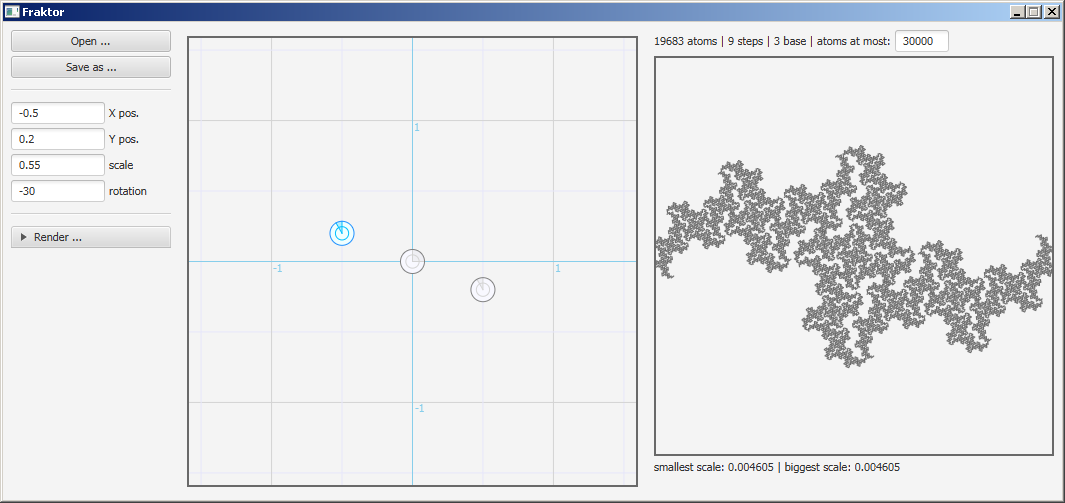 Fraktor
Open ...
Save as ...
-0.5 X pos.
0.2 Y pos.
0.55 scale
-30 rotation
Render ...
1
-1
1
-1
19683 atoms | 9 steps | 3 base | atoms at most: 30000
smallest scale: 0.004605 | biggest scale: 0.004605